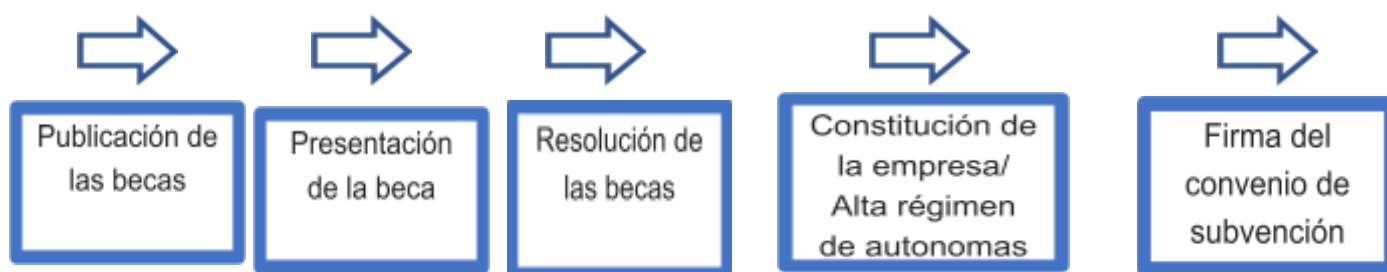 Publicación de
las becas
Presentación
de la beca
Resolución de
las becas
Constitución de
la empresa/
Alta régimen
de autonomas
Firma del
convenio de
subvención